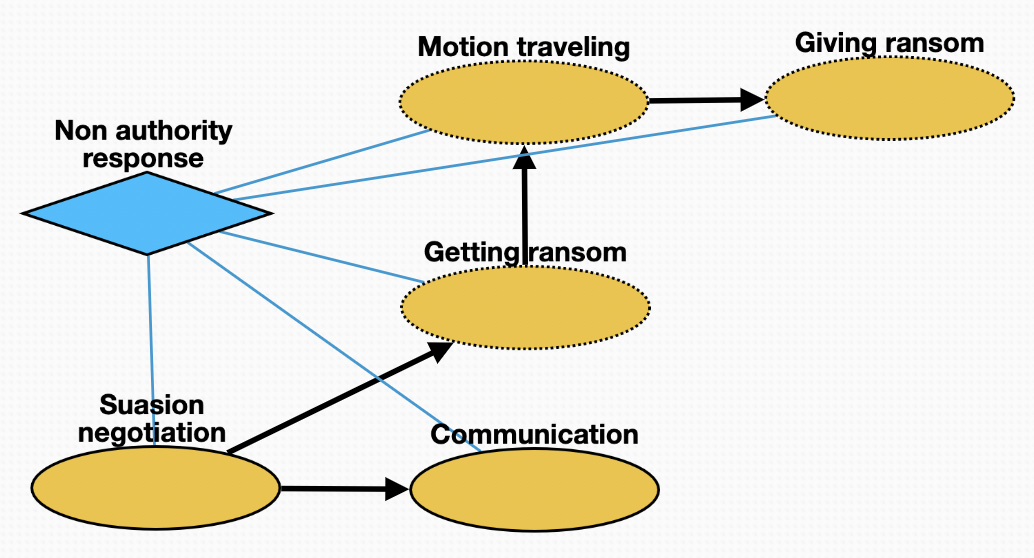 Motion traveling
Giving ransom
Non authority
response
Getting ransom
Suasion
negotiation
Communication